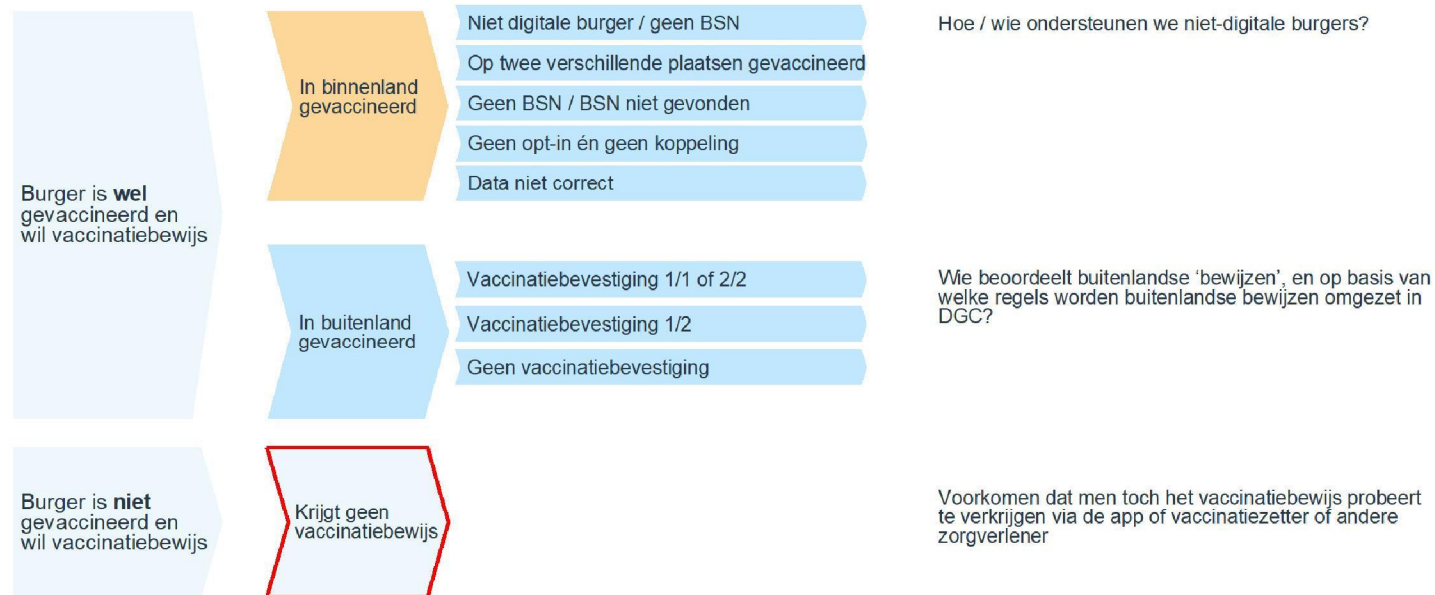 Burger is wel
gevaccineerd en
wil vaccinatiebewijs
In binnenland
gevaccineerd
Niet digitale burger / geen BSN
Op twee verschillende plaatsen gevaccineerd
Geen BSN / BSN niet gevonden
Geen opt-in én geen koppeling
Data niet correct
Hoe / wie ondersteunen we niet-digitale burgers?
In buitenland
gevaccineerd
Vaccinatiebevestiging 1/1 of 2/2
Vaccinatiebevestiging 1/2
Geen vaccinatiebevestiging
Wie beoordeelt buitenlandse ‘bewijzen’, en op basis van
welke regels worden buitenlandse bewijzen omgezet in
DGC?
Burger is niet
gevaccineerd en
wil vaccinatiebewijs
Krijgt geen
vaccinatiebewijs
Voorkomen dat men toch het vaccinatiebewijs probeert
te verkrijgen via de app of vaccinatiezetter of andere
zorgverlener